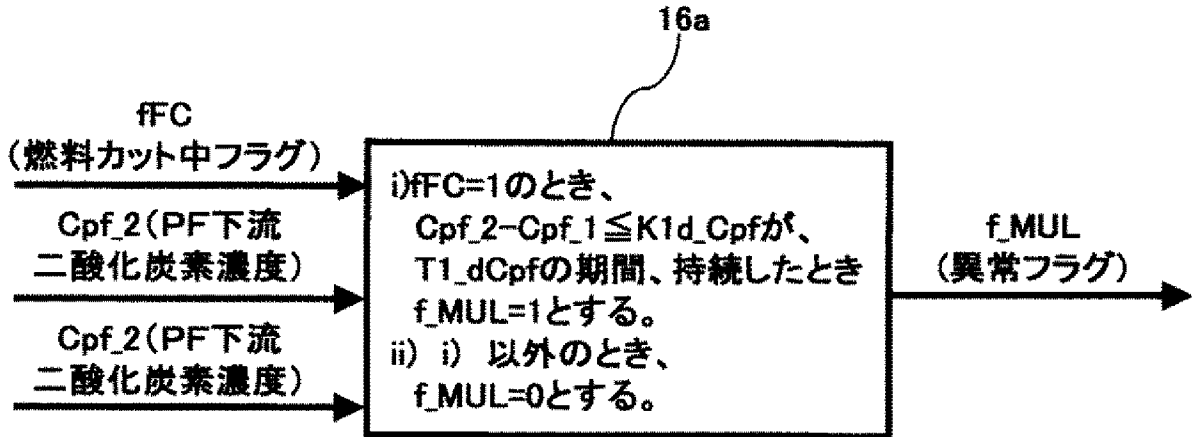 16a
fFC
(燃料カット中フラグ)
Cpf_2(PF下流
二酸化炭素濃度)
Cpf_2(PF下流
二酸化炭素濃度)
i)fFC=1のとき、
Cpf_2-Cpf_1≦K1d_Cpfが、
T1_dCpfの期間、持続したとき
f_MUL=1とする。
ii) i) 以外のとき、
f_MUL=0とする。
f_MUL
(異常フラグ)